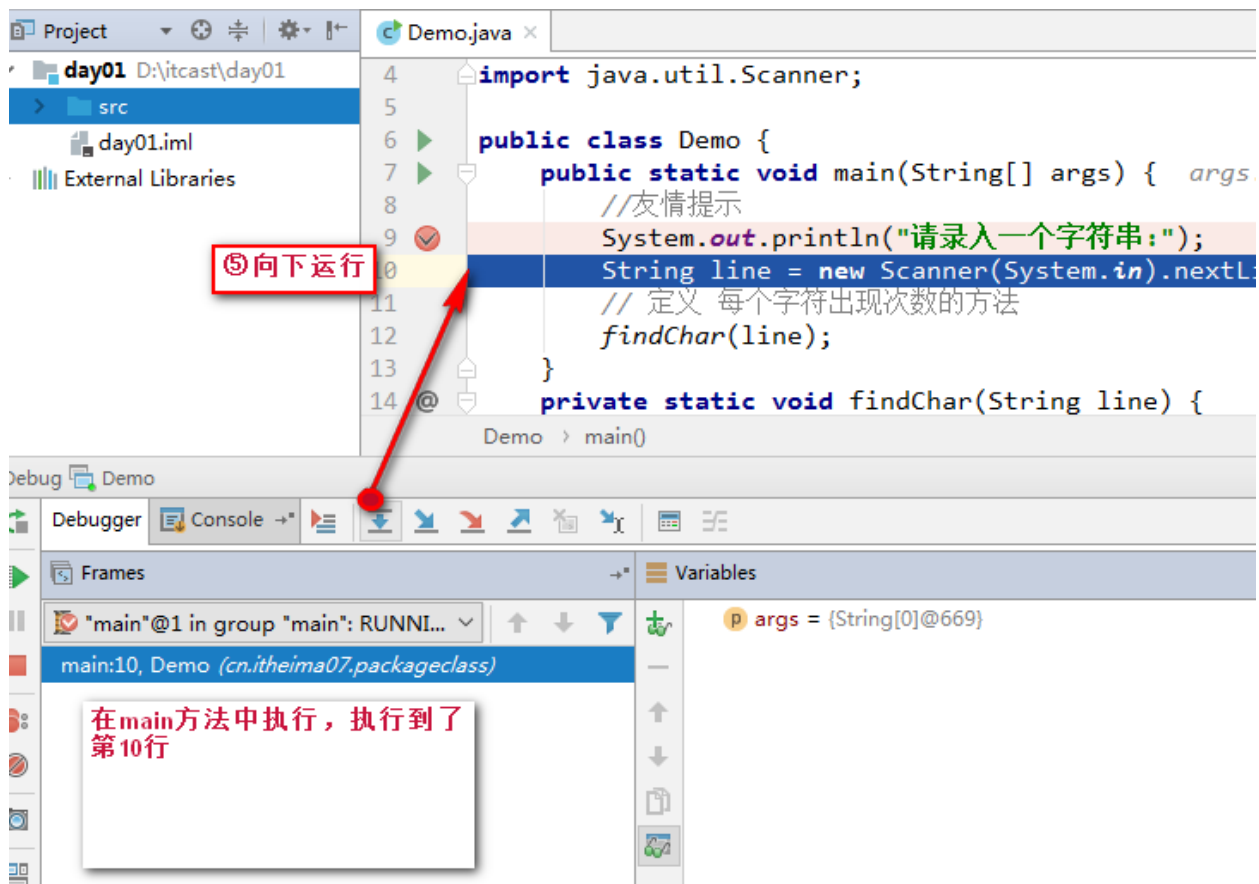 Project
Demo.java
day01 D:\itcast\day01
src
day01.iml
External Libraries
4 import java.util.Scanner;
5
6 public class Demo {
7 public static void main(String[] args) { args
8 //友情提示
9 System.out.println("请录入一个字符串:");
10 String line = new Scanner(System.in).nextLi
11 // 定义 每个字符出现次数的方法
12 findChar(line);
13 }
14 @ private static void findChar(String line) {
⑤向下运行
Demo > main()
Debug Demo
Debugger Console
Frames
Variables
"main"@1 in group "main": RUNNI...
args = {String[0]@669}
main:10, Demo (cn.itheima07.packageclass)
在main方法中执行，执行到了
第10行